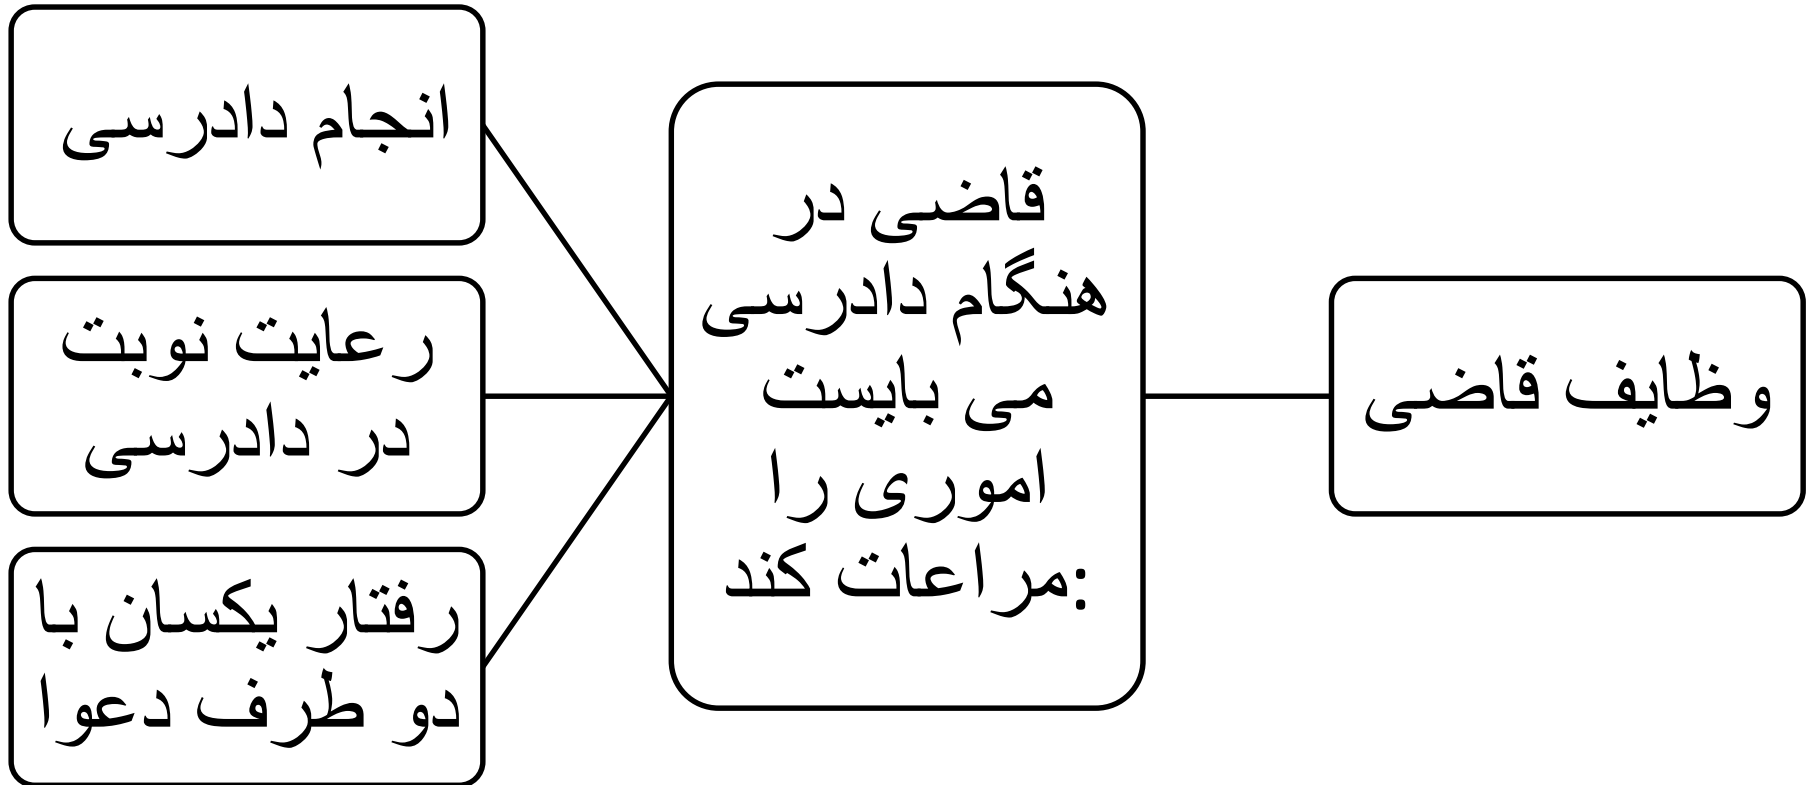 وظایف قاضی
قاضی در
هنگام دادرسی
می بایست
اموری را
مراعات کند:
انجام دادرسی
رعایت نوبت
در دادرسی
رفتار یکسان با
دو طرف دعوا